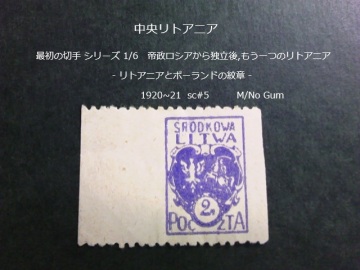 中央リトアニア
最初の切手 シリーズ 1/6　帝政ロシアから独立後,もう一つのリトアニア
- リトアニアとポーランドの紋章 -
1920~21　sc#5　M/No Gum
ŚRODKOWA
LITWA
2
POCZTA